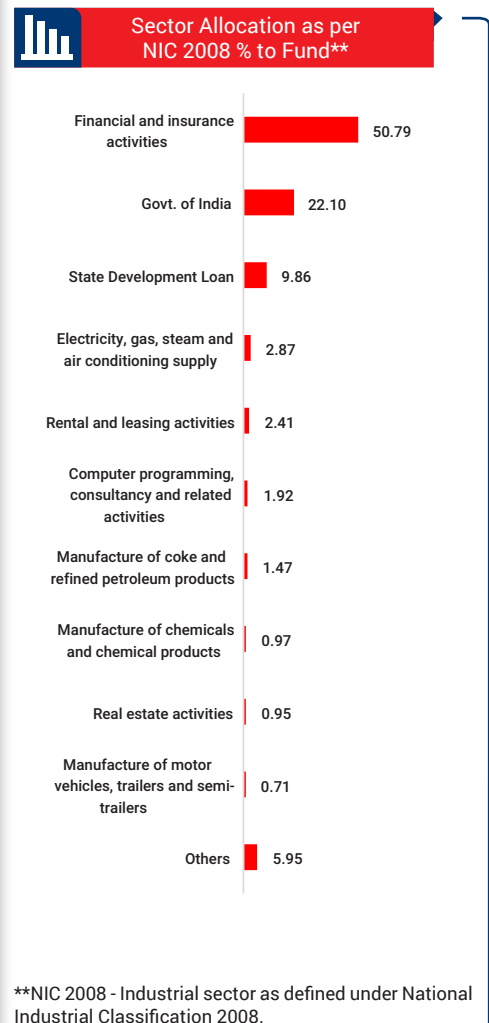 Sector Allocation as per
NIC 2008 % to Fund**
Financial and insurance
activities
50.79
Govt. of India
22.10
State Development Loan
9.86
Electricity, gas, steam and
air conditioning supply
2.87
Rental and leasing activities
2.41
Computer programming,
consultancy and related
activities
1.92
Manufacture of coke and
refined petroleum products
1.47
Manufacture of chemicals
and chemical products
0.97
Real estate activities
0.95
Manufacture of motor
vehicles, trailers and semi-
trailers
0.71
Others
5.95
**NIC 2008 - Industrial sector as defined under National
Industrial Classification 2008.